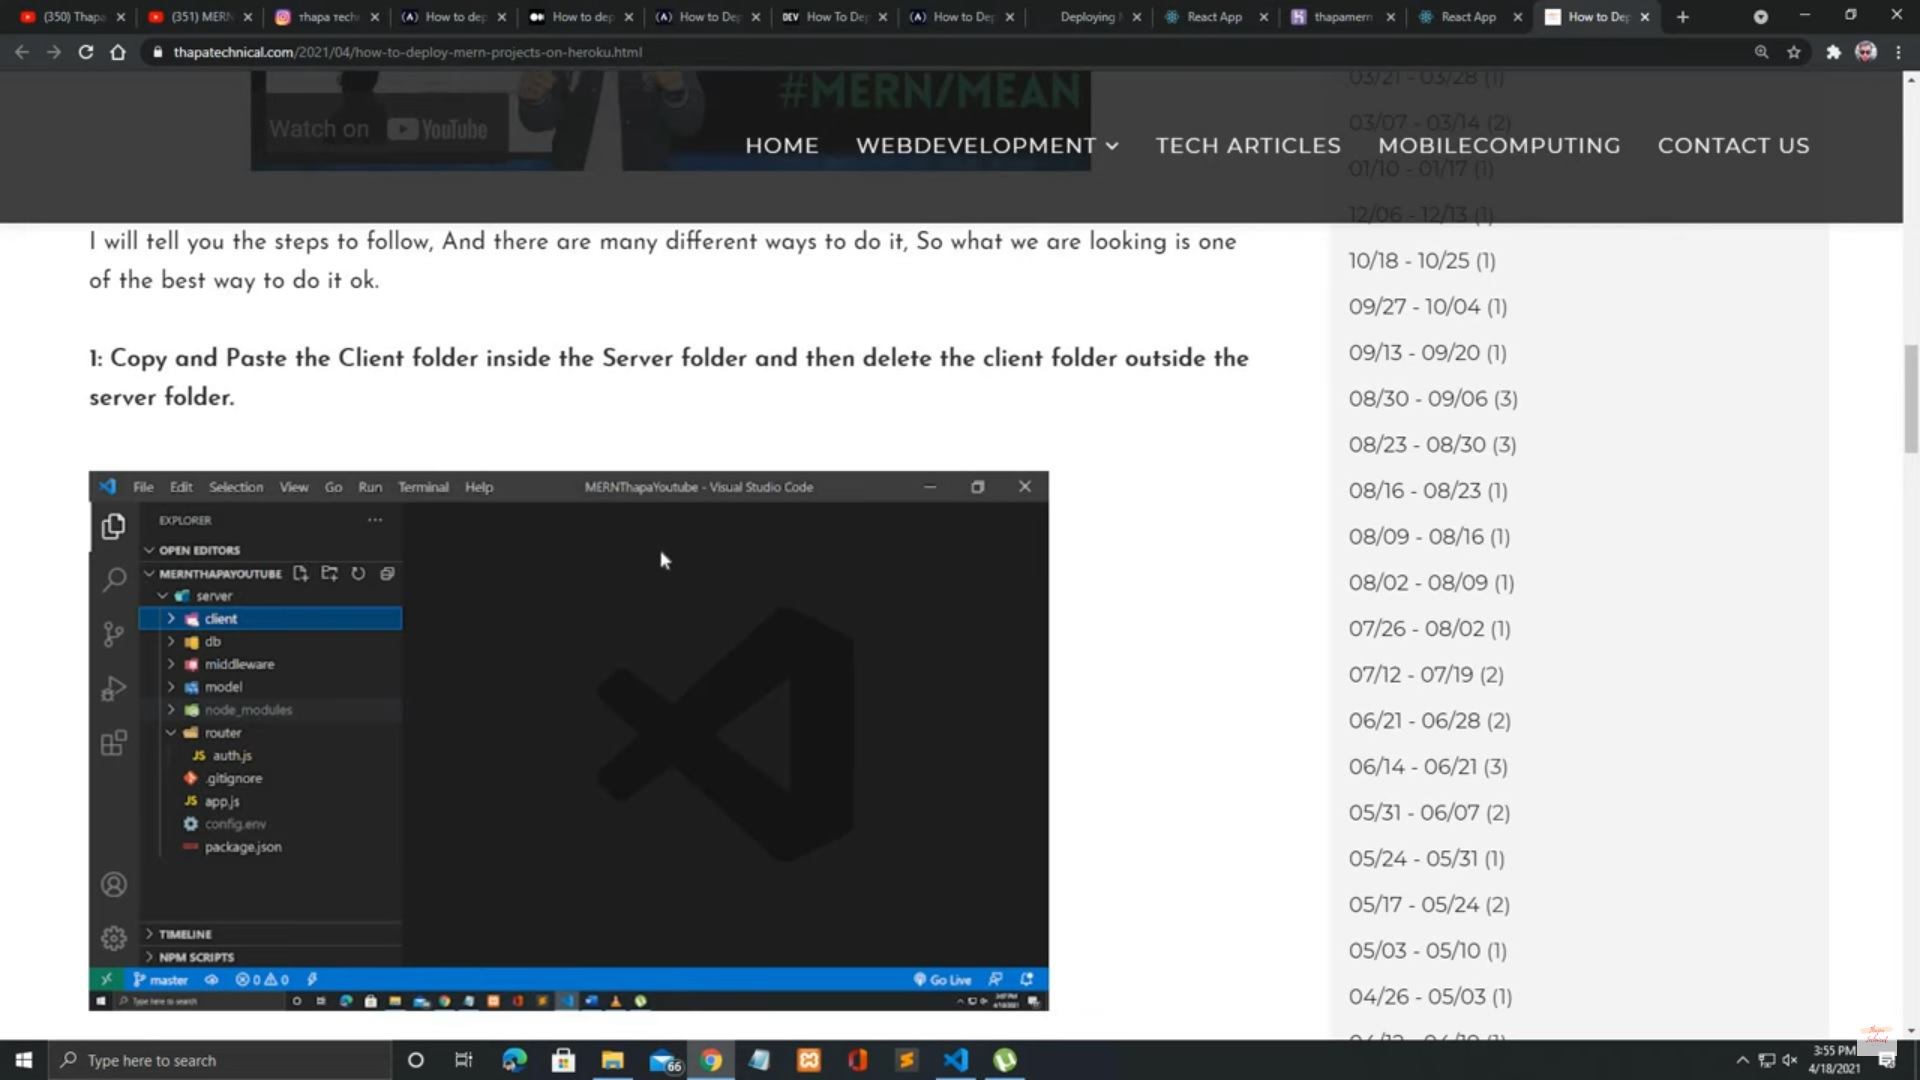 (350) Thapa
(351) MERN
тhapa тecн
How to dep
How to dep
How to Dep
How To De
How to Dep
Deploying
React App
thapamern
React App
How to Dep
thapatechnical.com/2021/04/how-to-deploy-mern-projects-on-heroku.html
#MERN/MEAN
Watch on YouTube
HOME WEBDEVELOPMENT TECH ARTICLES MOBILECOMPUTING CONTACT US
I will tell you the steps to follow, And there are many different ways to do it, So what we are looking is one
of the best way to do it ok.
1: Copy and Paste the Client folder inside the Server folder and then delete the client folder outside the
server folder.
File Edit Selection View Go Run Terminal Help MERNThapaYoutube - Visual Studio Code
EXPLORER
OPEN EDITORS
MERNTHAPAYOUTUBE
server
client
db
middleware
model
node_modules
router
JS auth.js
.gitignore
JS app.js
config.env
package.json
TIMELINE
NPM SCRIPTS
master 0 0 Go Live
Type here to search
03/21 - 03/28 (1)
03/07 - 03/14 (2)
01/10 - 01/17 (1)
12/06 - 12/13 (1)
10/18 - 10/25 (1)
09/27 - 10/04 (1)
09/13 - 09/20 (1)
08/30 - 09/06 (3)
08/23 - 08/30 (3)
08/16 - 08/23 (1)
08/09 - 08/16 (1)
08/02 - 08/09 (1)
07/26 - 08/02 (1)
07/12 - 07/19 (2)
06/21 - 06/28 (2)
06/14 - 06/21 (3)
05/31 - 06/07 (2)
05/24 - 05/31 (1)
05/17 - 05/24 (2)
05/03 - 05/10 (1)
04/26 - 05/03 (1)
Type here to search
66
3:55 PM
4/18/2021